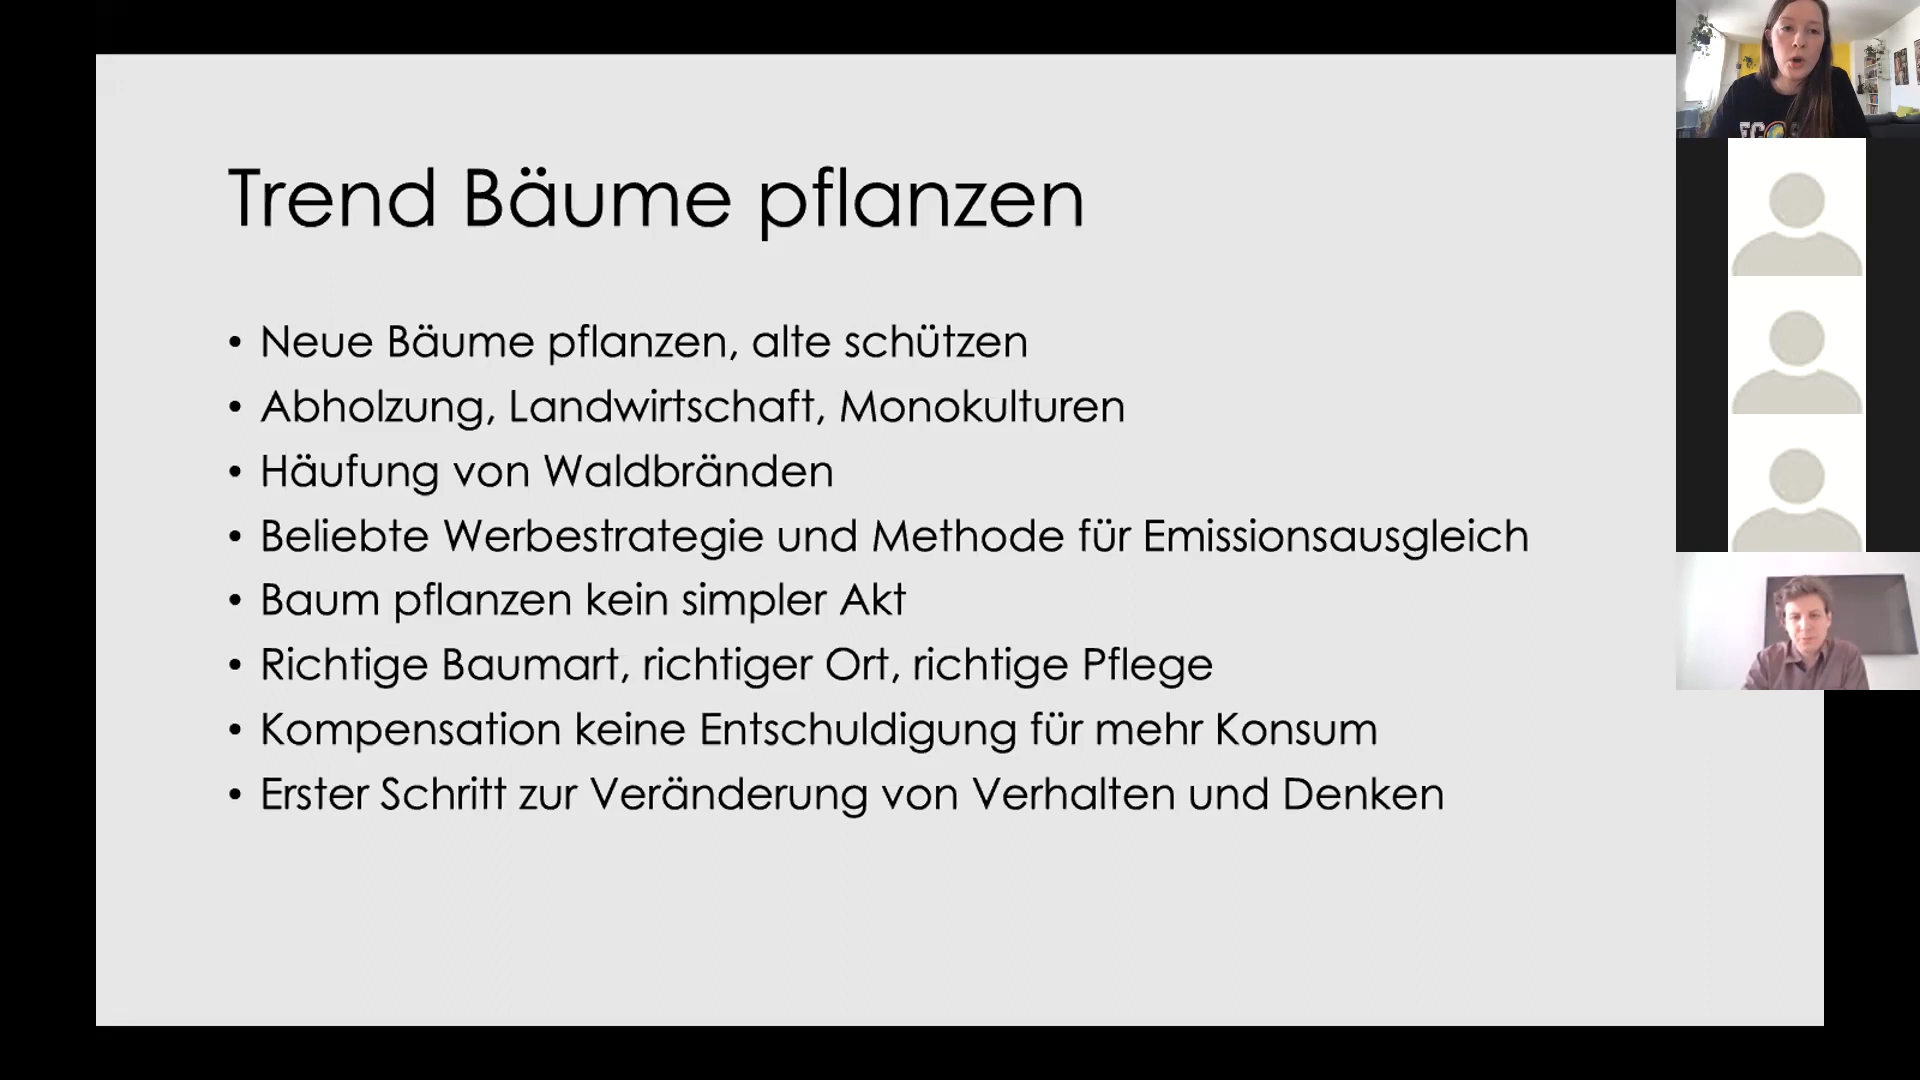 Trend Bäume pflanzen
• Neue Bäume pflanzen, alte schützen
• Abholzung, Landwirtschaft, Monokulturen
• Häufung von Waldbränden
• Beliebte Werbestrategie und Methode für Emissionsausgleich
• Baum pflanzen kein simpler Akt
• Richtige Baumart, richtiger Ort, richtige Pflege
• Kompensation keine Entschuldigung für mehr Konsum
• Erster Schritt zur Veränderung von Verhalten und Denken